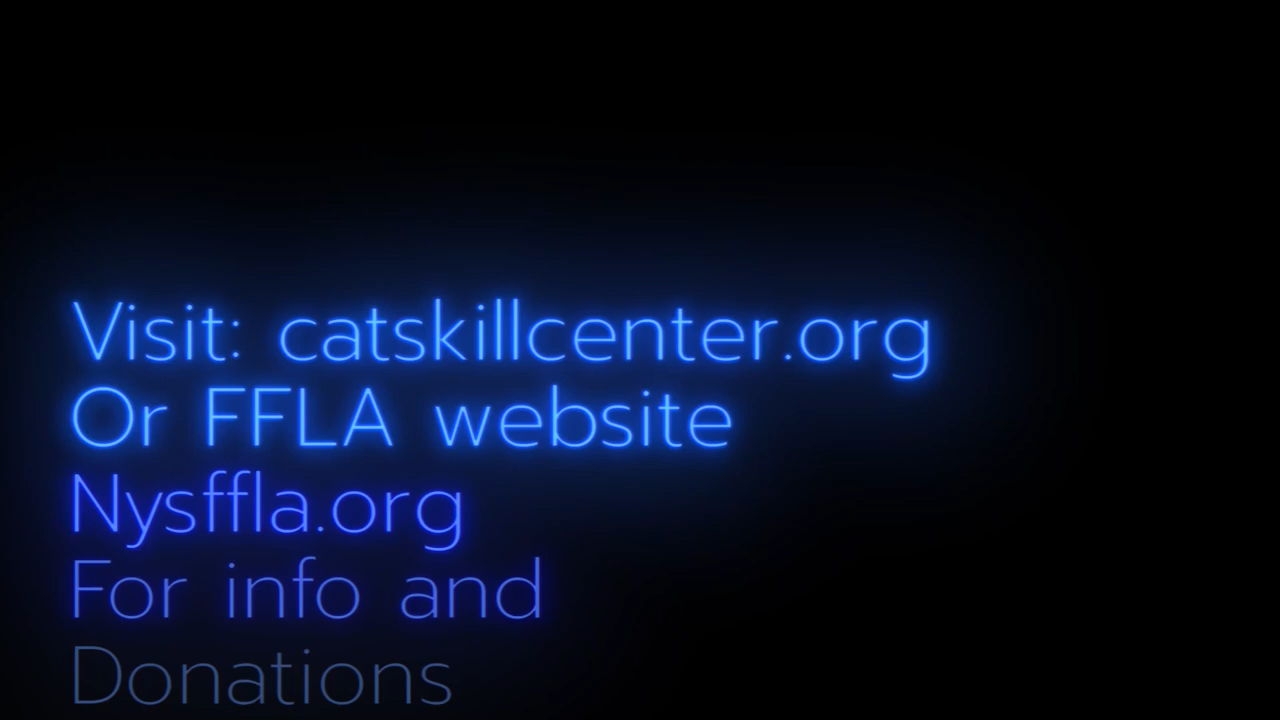 Visit: catskillcenter.org
Or FFLA website
Nysffla.org
For info and
Donations